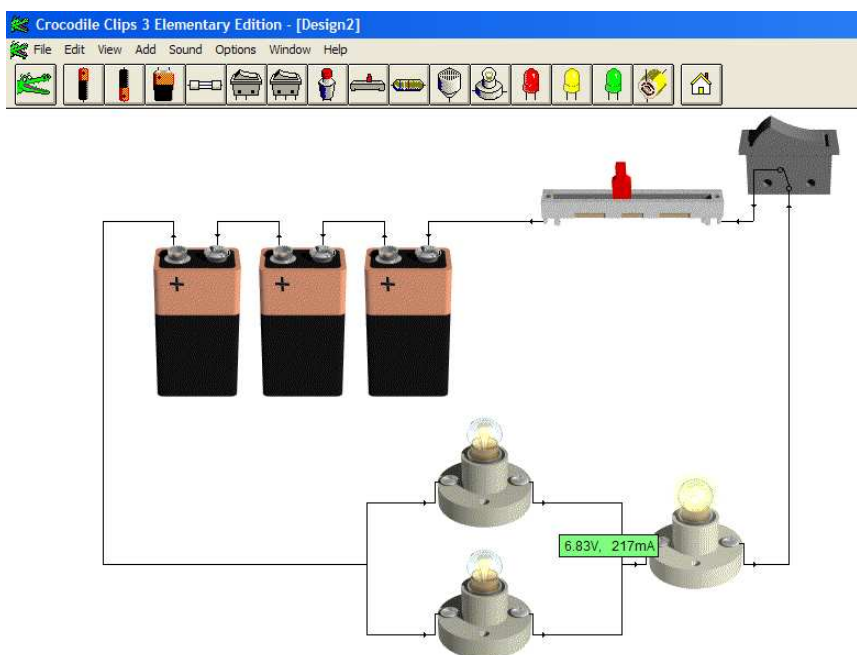 Crocodile Clips 3 Elementary Edition - [Design2]
File Edit View Add Sound Options Window Help
+ + +
6.83V, 217mA